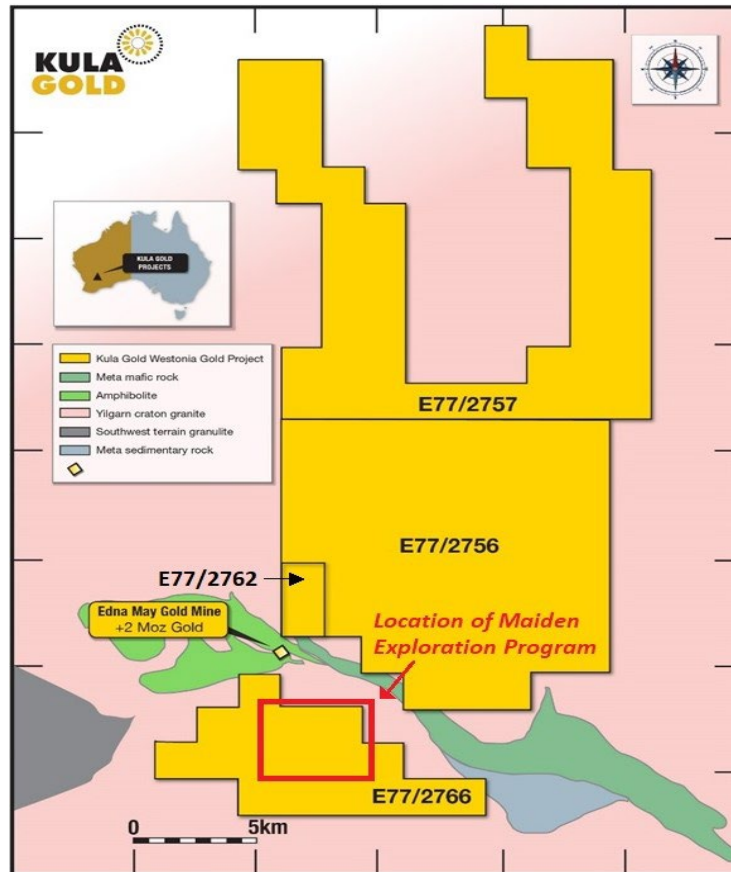 KULA
GOLD
KULA GOLD
PROJECTS
Kula Gold Westonia Gold Project
Meta mafic rock
Amphibolite
Yilgarn craton granite
Southwest terrain granulite
Meta sedimentary rock
E77/2757
E77/2756
E77/2762
Edna May Gold Mine
+2 Moz Gold
Location of Maiden
Exploration Program
E77/2766
0
5km